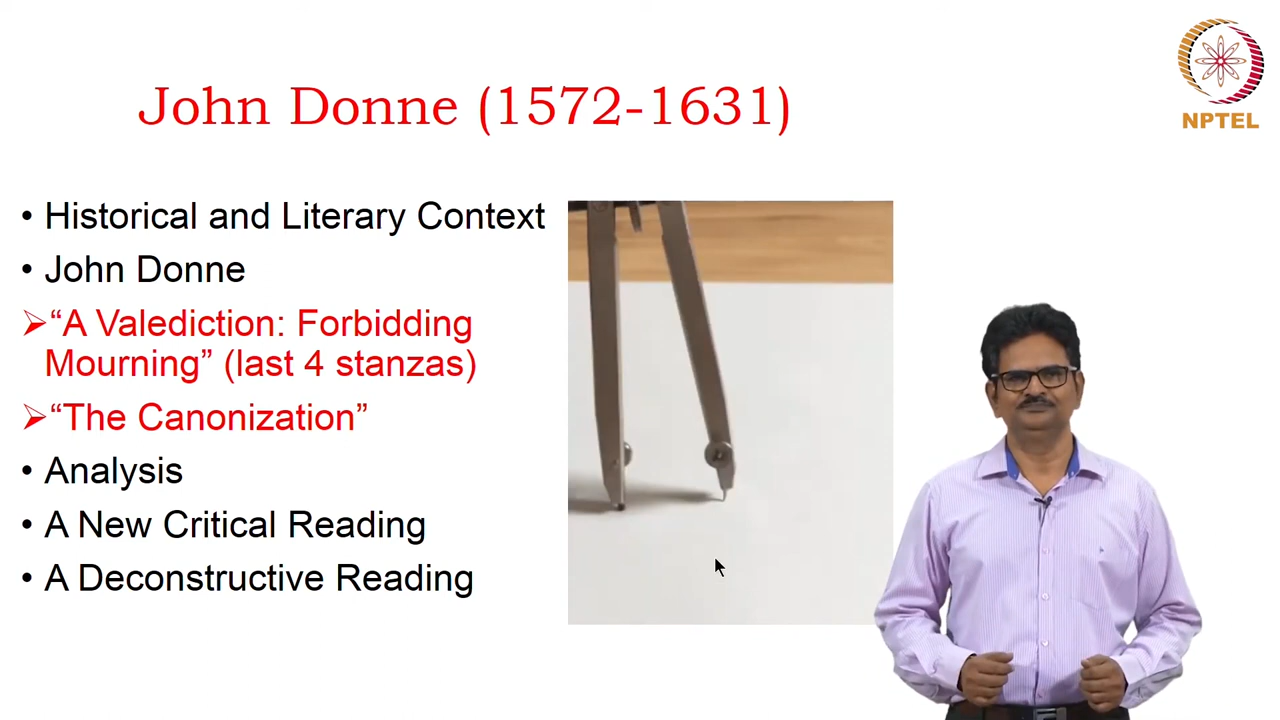 John Donne (1572-1631)
NPTEL
• Historical and Literary Context
• John Donne
➢“A Valediction: Forbidding
Mourning” (last 4 stanzas)
➢“The Canonization”
• Analysis
• A New Critical Reading
• A Deconstructive Reading